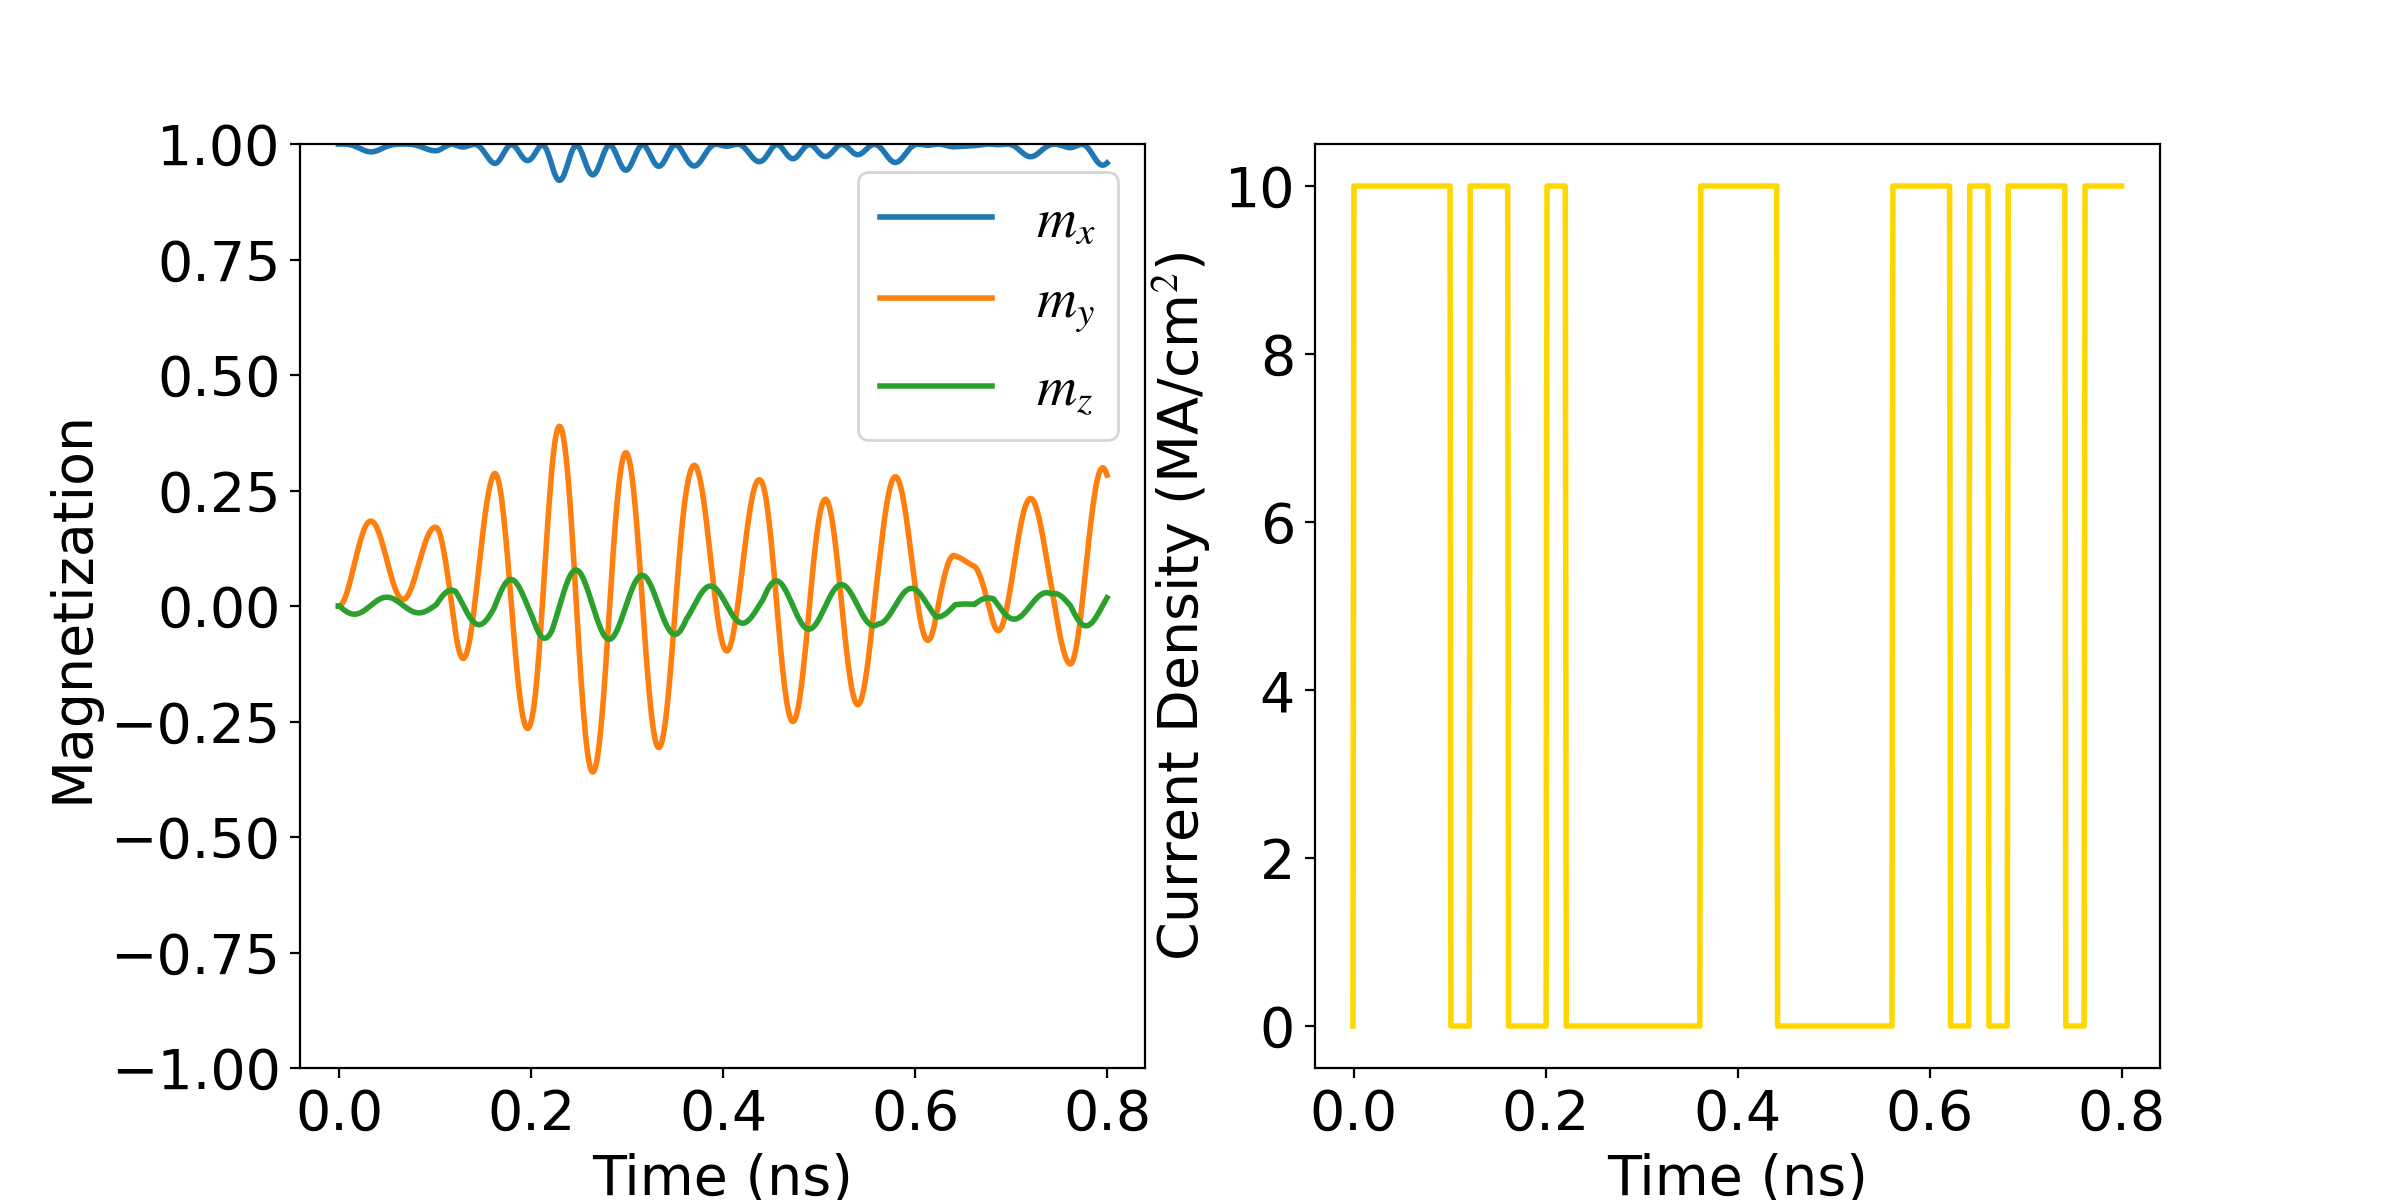 Magnetization
1.00
0.75
0.50
0.25
0.00
−0.25
−0.50
−0.75
−1.00
0.0 0.2 0.4 0.6 0.8
Time (ns)
m_x
m_y
m_z
Current Density (MA/cm²)
10
8
6
4
2
0
0.0 0.2 0.4 0.6 0.8
Time (ns)